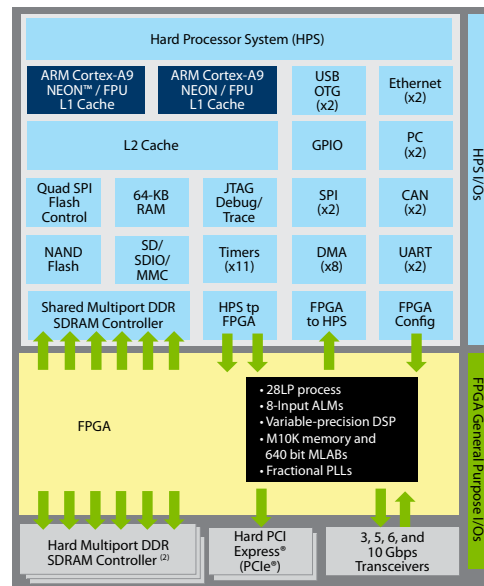 Hard Processor System (HPS)
ARM Cortex-A9
NEON™ / FPU
L1 Cache
ARM Cortex-A9
NEON / FPU
L1 Cache
USB
OTG
(x2)
Ethernet
(x2)
L2 Cache
GPIO
PC
(x2)
Quad SPI
Flash
Control
64-KB
RAM
JTAG
Debug/
Trace
SPI
(x2)
CAN
(x2)
NAND
Flash
SD/
SDIO/
MMC
Timers
(x11)
DMA
(x8)
UART
(x2)
Shared Multiport DDR
SDRAM Controller
HPS tp
FPGA
FPGA
to HPS
FPGA
Config
HPS I/Os
FPGA
• 28LP process
• 8-Input ALMs
• Variable-precision DSP
• M10K memory and
640 bit MLABs
• Fractional PLLs
FPGA General Purpose I/Os
Hard Multiport DDR
SDRAM Controller (2)
Hard PCI
Express®
(PCIe®)
3, 5, 6, and
10 Gbps
Transceivers